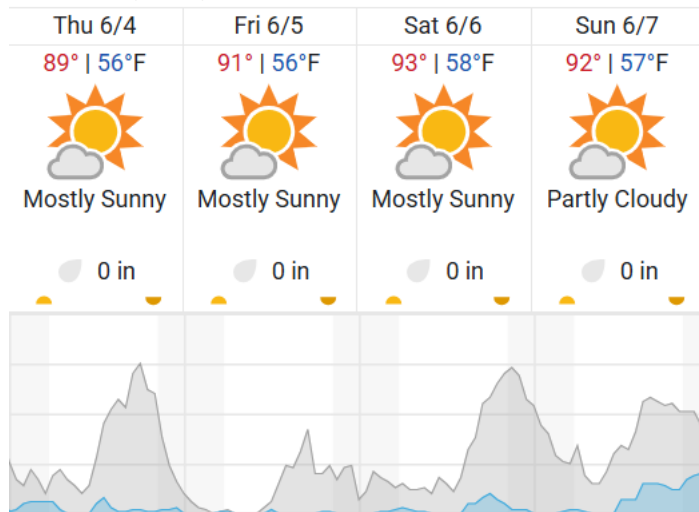 Thu 6/4 Fri 6/5 Sat 6/6 Sun 6/7
89° | 56°F 91° | 56°F 93° | 58°F 92° | 57°F
Mostly Sunny Mostly Sunny Mostly Sunny Partly Cloudy
0 in 0 in 0 in 0 in